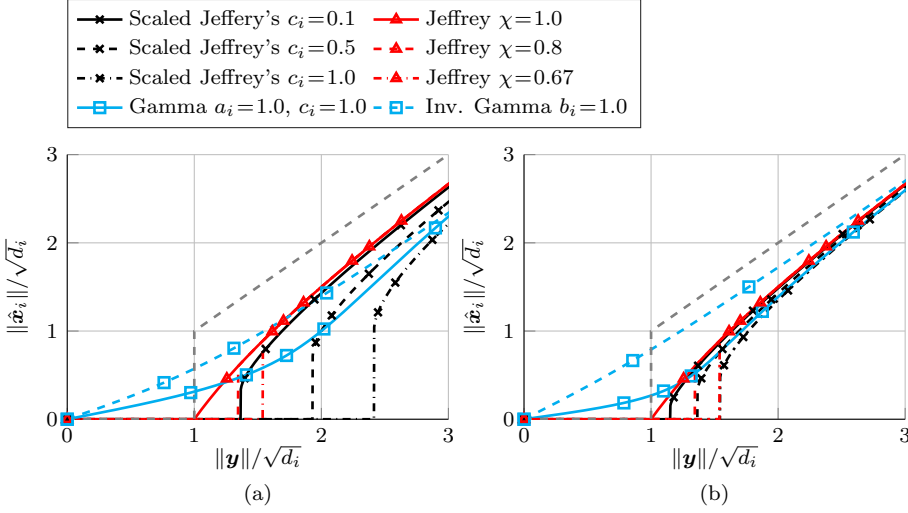 Scaled Jeffery's c_i=0.1
Jeffrey χ=1.0
Scaled Jeffrey's c_i=0.5
Jeffrey χ=0.8
Scaled Jeffrey's c_i=1.0
Jeffrey χ=0.67
Gamma a_i=1.0, c_i=1.0
Inv. Gamma b_i=1.0
3
2
1
0
‖x̂_i‖/√d_i
0 1 2 3
‖y‖/√d_i
(a)
3
2
1
0
‖x̂_i‖/√d_i
0 1 2 3
‖y‖/√d_i
(b)